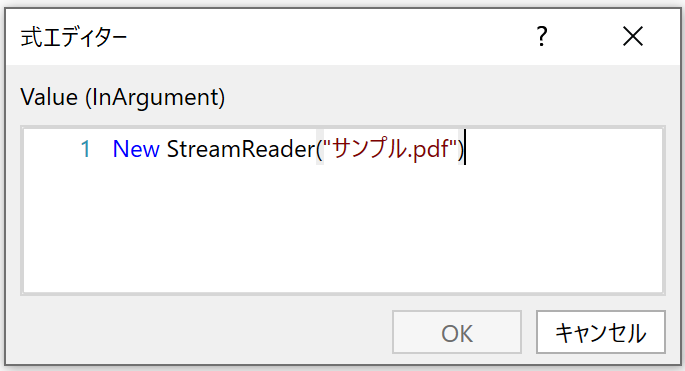 式エディター ? ×
Value (InArgument)
1 New StreamReader("サンプル.pdf")
OK キャンセル